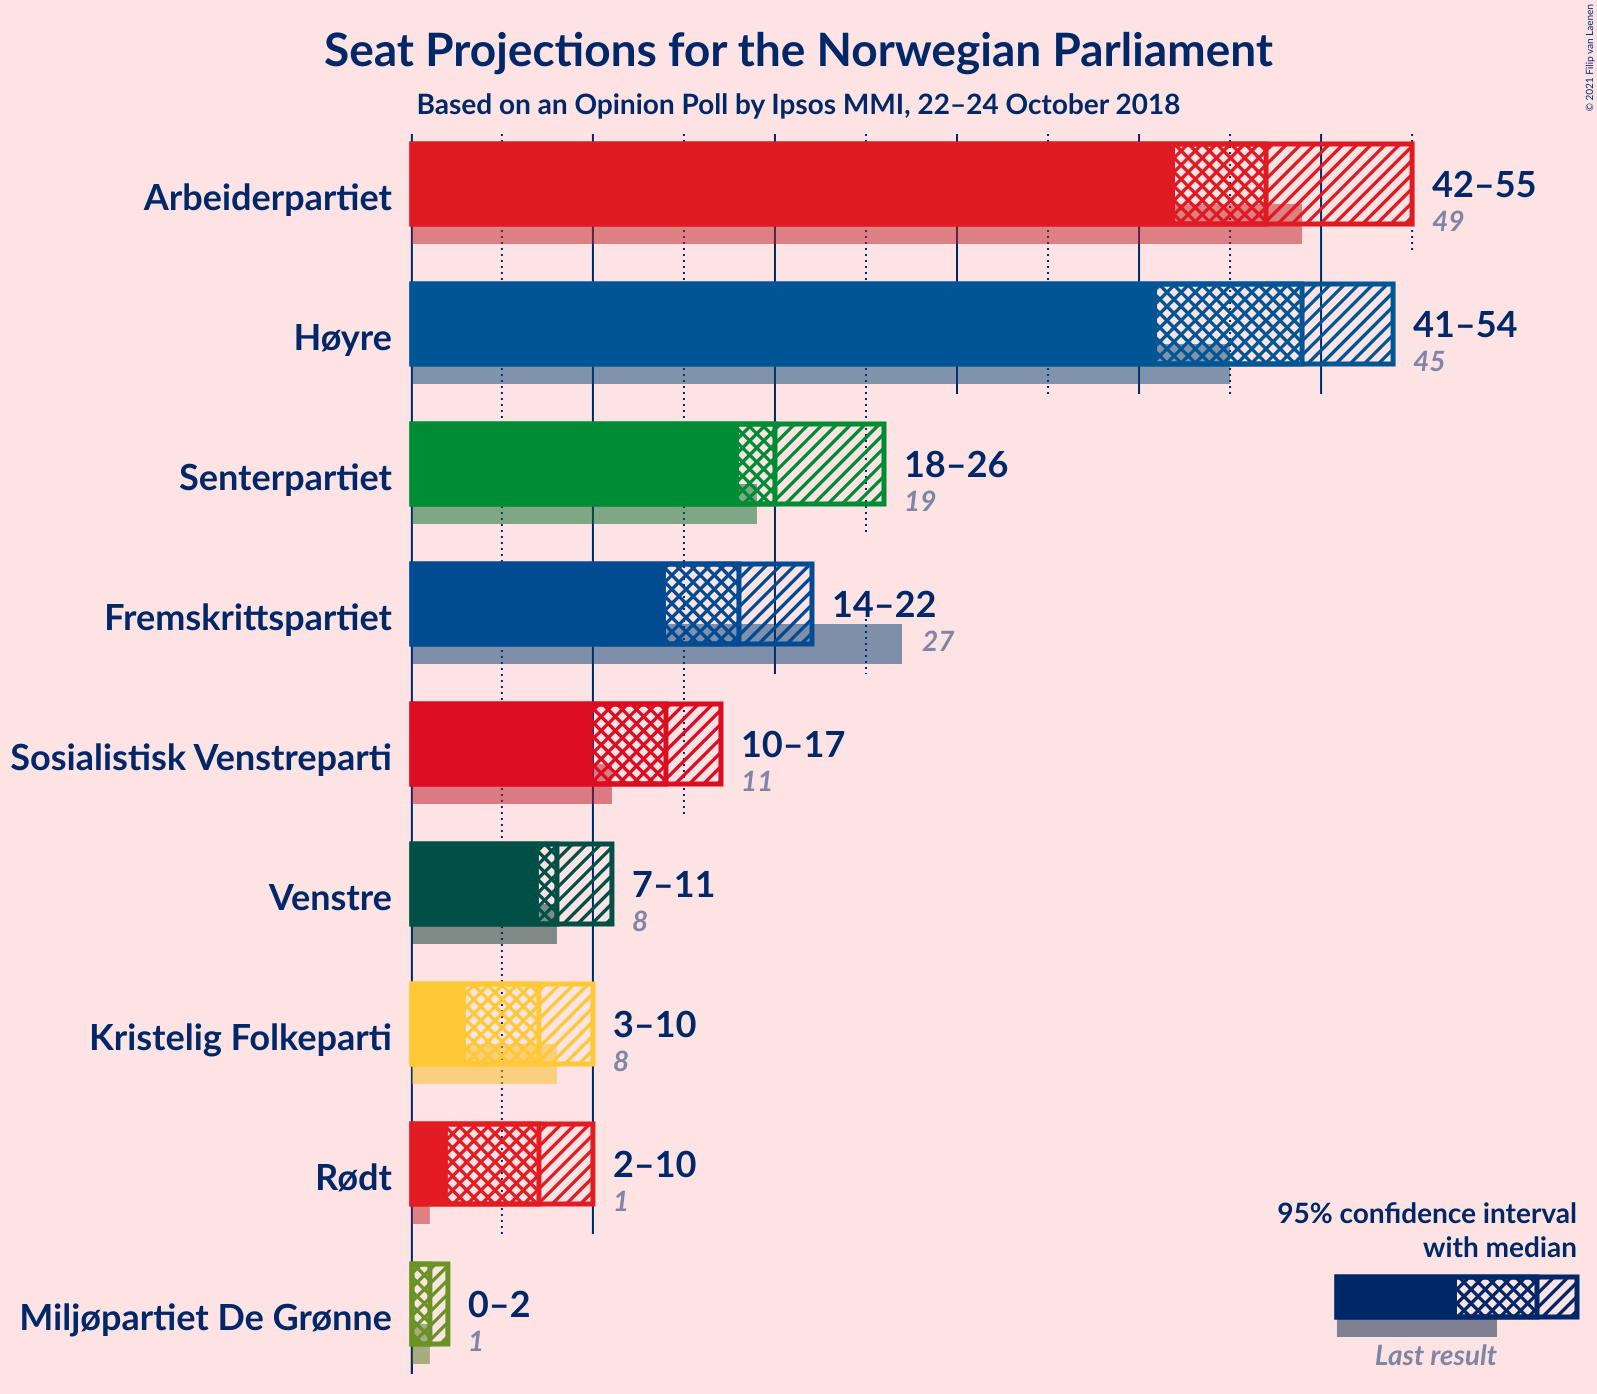 Seat Projections for the Norwegian Parliament
Based on an Opinion Poll by Ipsos MMI, 22–24 October 2018
© 2021 Filip van Laenen
Arbeiderpartiet
42–55
49
Høyre
41–54
45
Senterpartiet
18–26
19
Fremskrittspartiet
14–22
27
Sosialistisk Venstreparti
10–17
11
Venstre
7–11
8
Kristelig Folkeparti
3–10
8
Rødt
2–10
1
Miljøpartiet De Grønne
0–2
1
95% confidence interval
with median
Last result